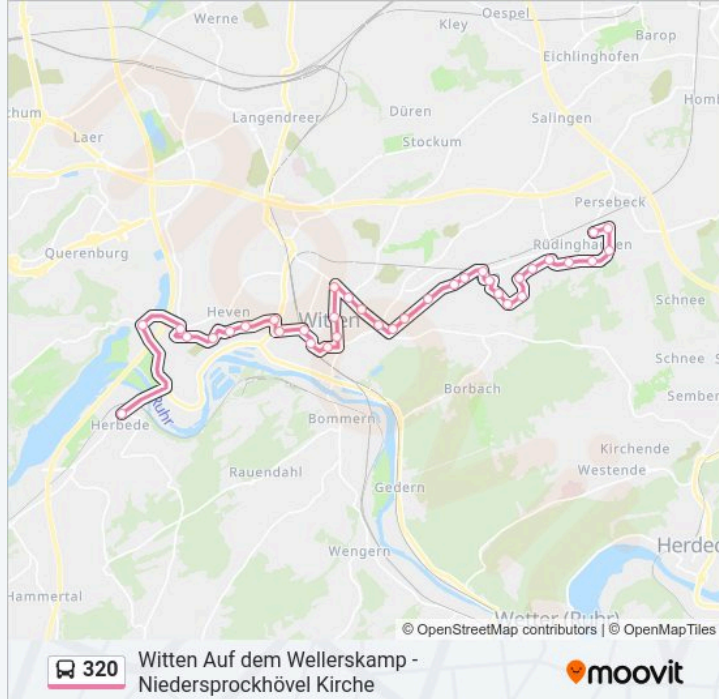 Werne
Oespel
Kley
Barop
Eichlinghofen
chum
Langendreer
Düren
Salingen
Homb
Laer
Stockum
Persebeck
Querenburg
Rüdinghausen
Schnee
Heven
Witten
Schnee S
Borbach
Sember
Herbede
Ruhr
Bommern
Kirchende
Rauendahl
Westende
Gedern
Wengern
Herdec
Hammertal
Wetter (Ruhr)
© OpenStreetMap contributors | © OpenMapTiles
320
Witten Auf dem Wellerskamp -
Niedersprockhövel Kirche
moovit